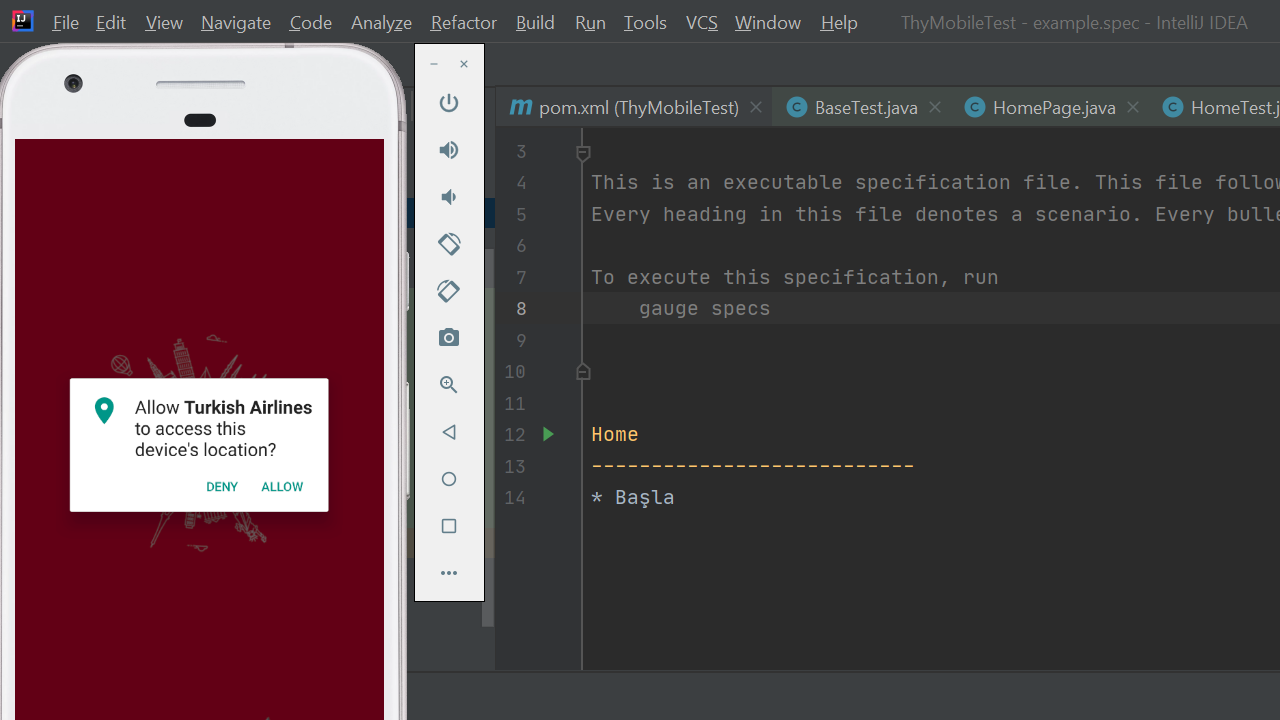 File Edit View Navigate Code Analyze Refactor Build Run Tools VCS Window Help ThyMobileTest - example.spec - IntelliJ IDEA
pom.xml (ThyMobileTest) BaseTest.java HomePage.java HomeTest.j
3
4 This is an executable specification file. This file follow
5 Every heading in this file denotes a scenario. Every bulle
6
7 To execute this specification, run
8 gauge specs
9
10
11
12 Home
13 ---------------------------
14 * Başla
Allow Turkish Airlines
to access this
device's location?
DENY ALLOW